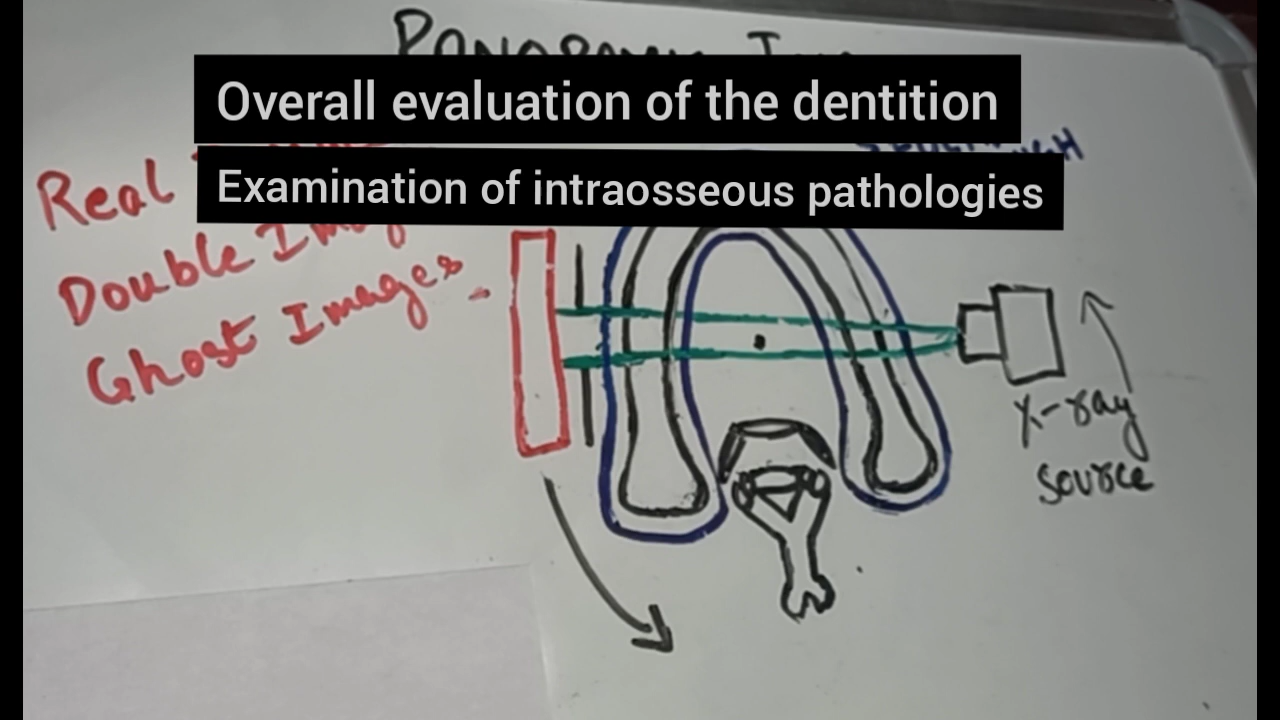 Overall evaluation of the dentition
Examination of intraosseous pathologies
Real
Double
Ghost Images
X-ray
source